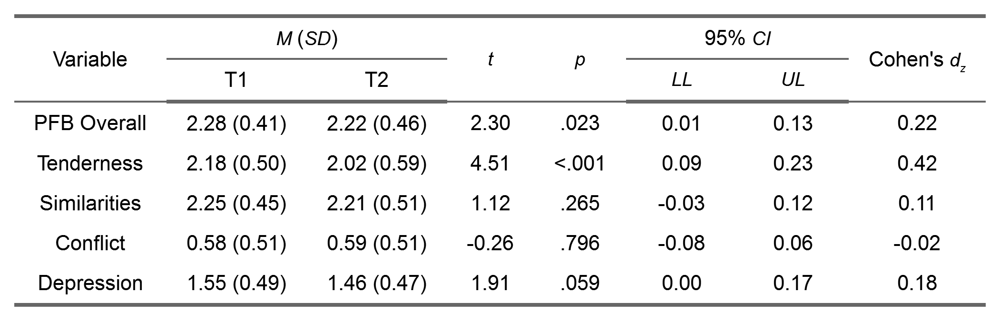 Variable M (SD) t p 95% CI Cohen's dz
T1 T2 LL UL
PFB Overall 2.28 (0.41) 2.22 (0.46) 2.30 .023 0.01 0.13 0.22
Tenderness 2.18 (0.50) 2.02 (0.59) 4.51 <.001 0.09 0.23 0.42
Similarities 2.25 (0.45) 2.21 (0.51) 1.12 .265 -0.03 0.12 0.11
Conflict 0.58 (0.51) 0.59 (0.51) -0.26 .796 -0.08 0.06 -0.02
Depression 1.55 (0.49) 1.46 (0.47) 1.91 .059 0.00 0.17 0.18